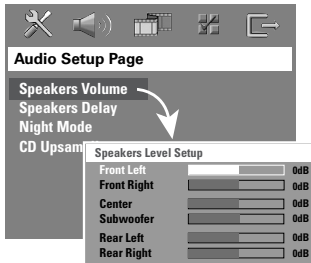 Audio Setup Page
Speakers Volume
Speakers Delay
Night Mode
CD Upsam
Speakers Level Setup
Front Left 0dB
Front Right 0dB
Center 0dB
Subwoofer 0dB
Rear Left 0dB
Rear Right 0dB